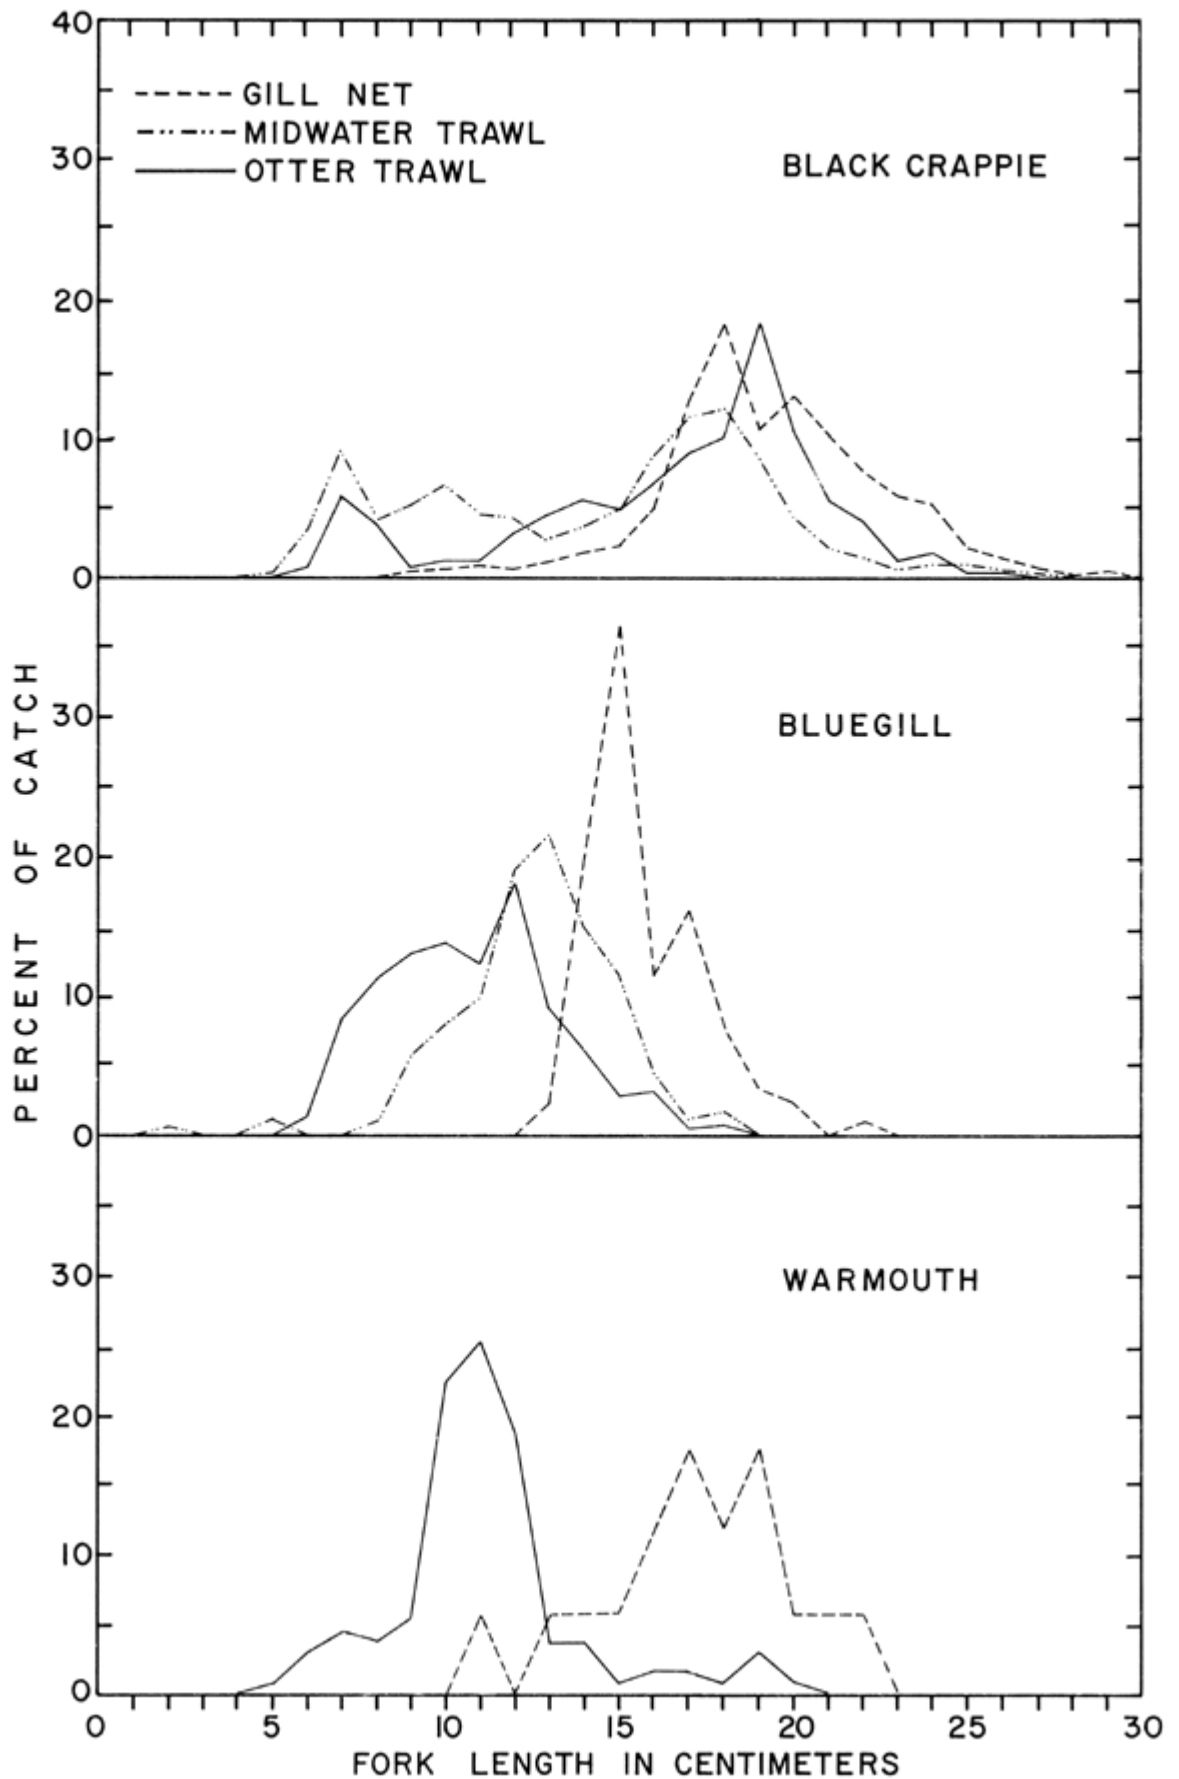 40
30
20
10
0
GILL NET
MIDWATER TRAWL
OTTER TRAWL
BLACK CRAPPIE
30
20
10
0
BLUEGILL
30
20
10
0
WARMOUTH
PERCENT OF CATCH
0 5 10 15 20 25 30
FORK LENGTH IN CENTIMETERS